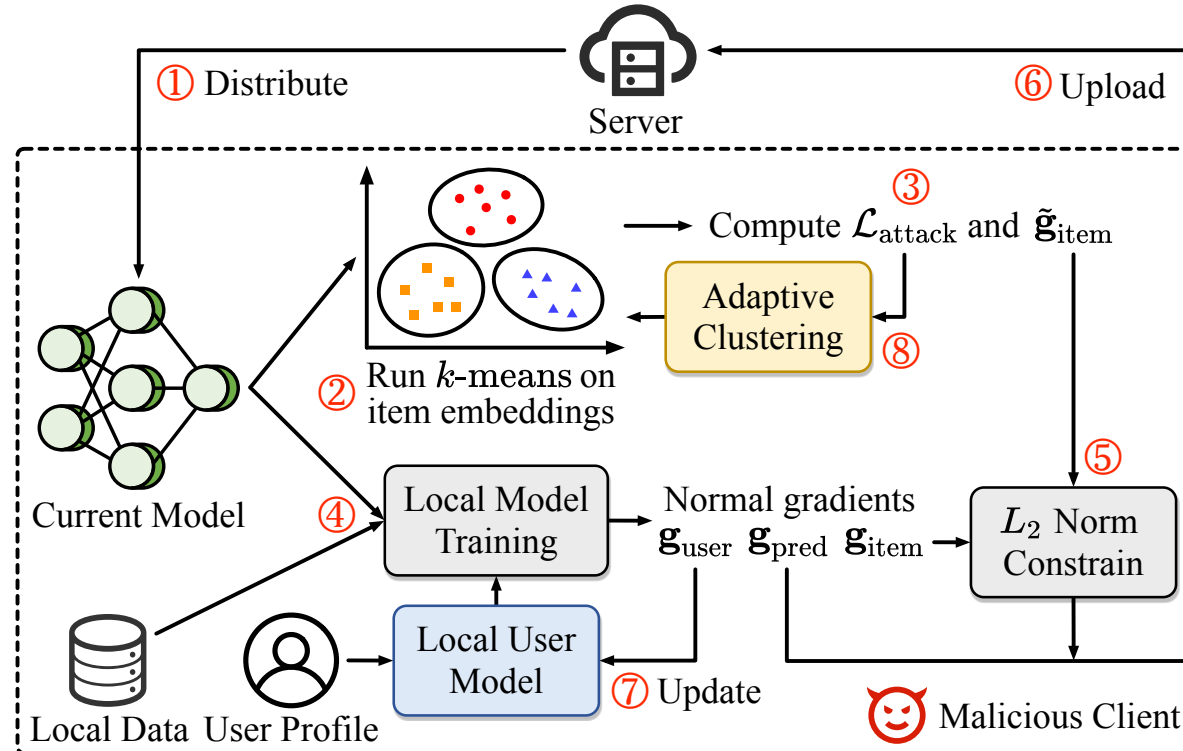 ① Distribute
Server
⑥ Upload
③
Compute 𝓛attack and g̃item
Adaptive
Clustering
⑧
② Run k-means on
item embeddings
Current Model
④
Local Model
Training
Normal gradients
guser gpred gitem
⑤
L2 Norm
Constrain
Local Data
User Profile
Local User
Model
⑦ Update
Malicious Client